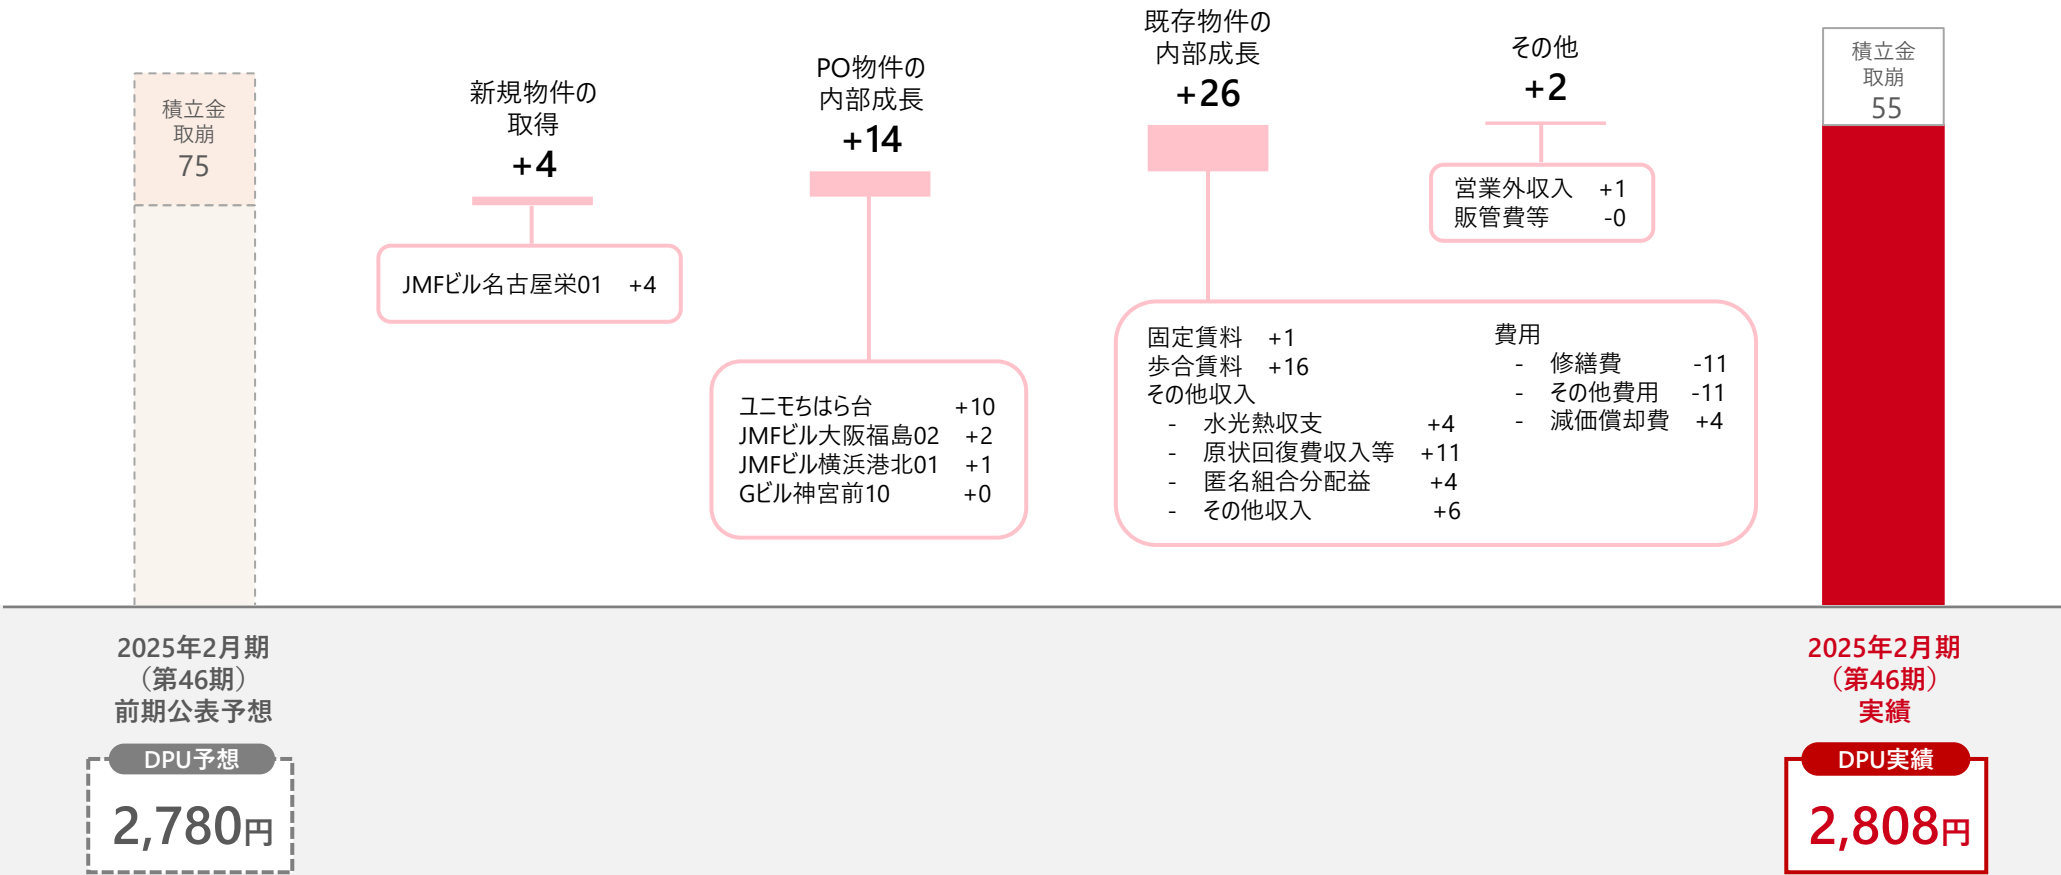 積立金
取崩
75
新規物件の
取得
+4
JMFビル名古屋栄01 +4
PO物件の
内部成長
+14
ユニモちはら台 +10
JMFビル大阪福島02 +2
JMFビル横浜港北01 +1
Gビル神宮前10 +0
既存物件の
内部成長
+26
固定賃料 +1
歩合賃料 +16
その他収入
- 水光熱収支 +4
- 原状回復費収入等 +11
- 匿名組合分配益 +4
- その他収入 +6
費用
- 修繕費 -11
- その他費用 -11
- 減価償却費 +4
その他
+2
営業外収入 +1
販管費等 -0
積立金
取崩
55
2025年2月期
（第46期）
前期公表予想
DPU予想
2,780円
2025年2月期
（第46期）
実績
DPU実績
2,808円